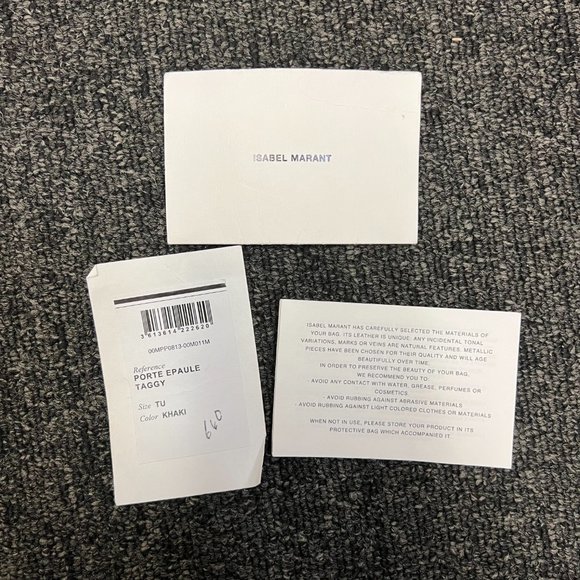 ISABEL MARANT
3613614222620
00MPP0813-00M011M
Reference
PORTE EPAULE
TAGGY
Size TU
Color KHAKI
660
ISABEL MARANT HAS CAREFULLY SELECTED THE MATERIALS OF
YOUR BAG. ITS LEATHER IS UNIQUE: ANY INCIDENTAL TONAL
VARIATIONS, MARKS OR VEINS ARE NATURAL FEATURES. METALLIC
PIECES HAVE BEEN CHOSEN FOR THEIR QUALITY AND WILL AGE
BEAUTIFULLY OVER TIME.
IN ORDER TO PRESERVE THE BEAUTY OF YOUR BAG,
WE RECOMMEND YOU TO:
- AVOID ANY CONTACT WITH WATER, GREASE, PERFUMES OR
COSMETICS
- AVOID RUBBING AGAINST ABRASIVE MATERIALS
- AVOID RUBBING AGAINST LIGHT COLORED CLOTHES OR MATERIALS
WHEN NOT IN USE, PLEASE STORE YOUR PRODUCT IN ITS
PROTECTIVE BAG WHICH ACCOMPANIED IT.